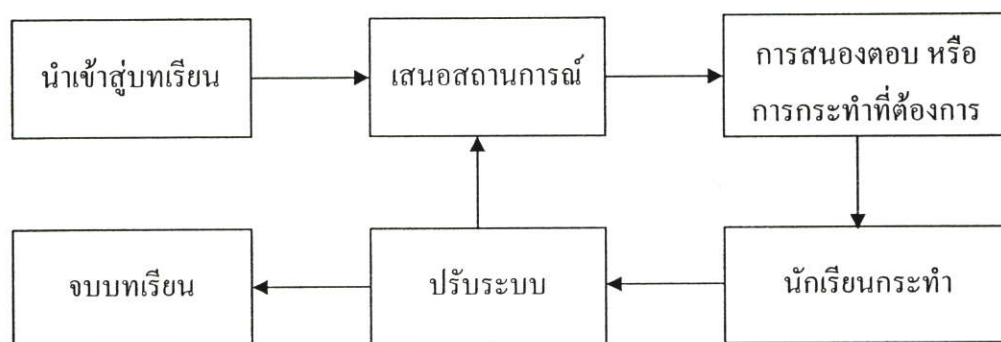 นำเข้าสู่บทเรียน
เสนอสถานการณ์
การสนองตอบ หรือ
การกระทำที่ต้องการ
จบบทเรียน
ปรับระบบ
นักเรียนกระทำ